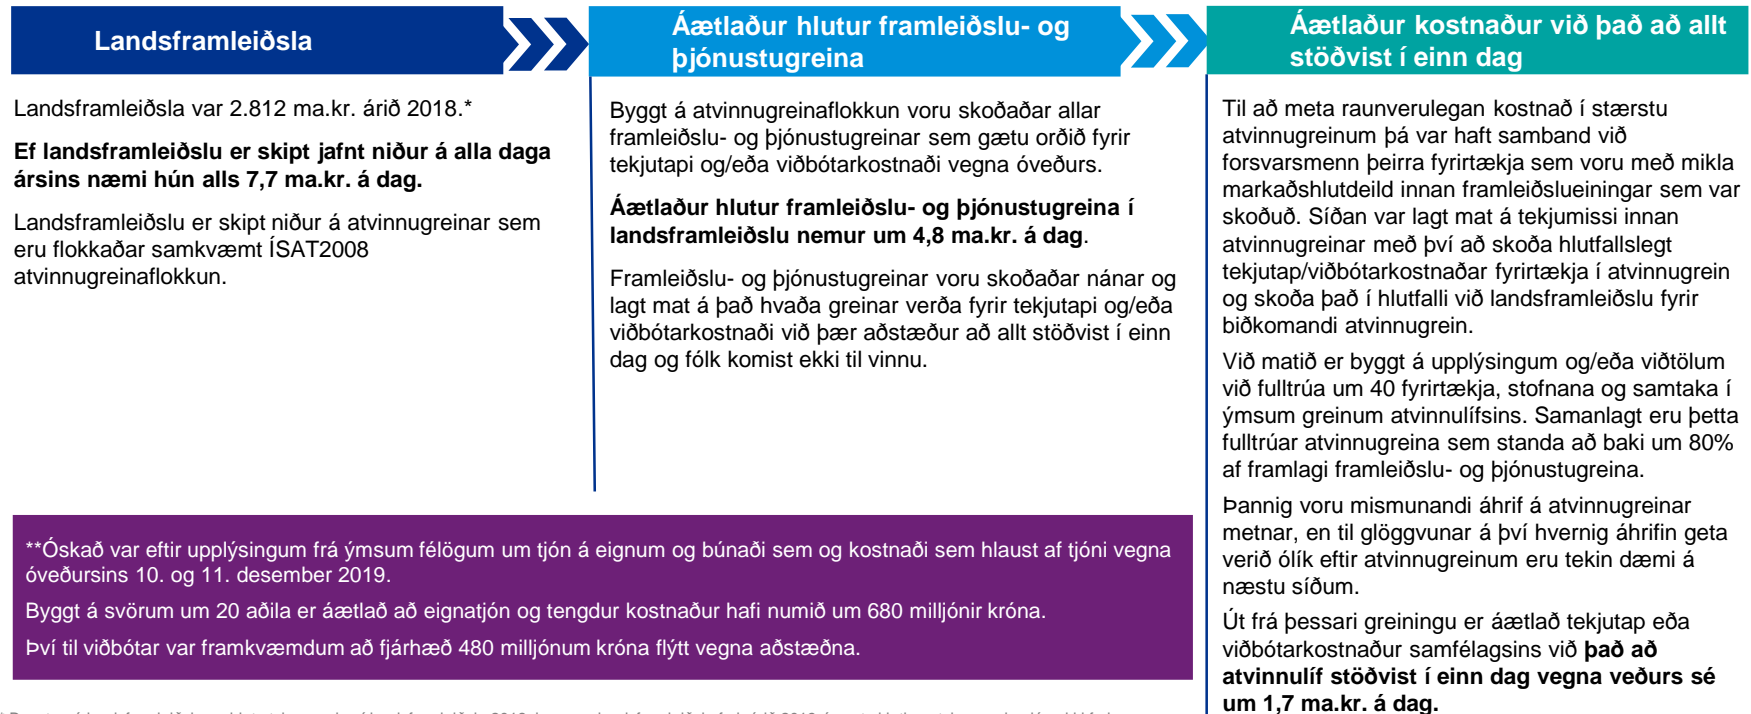 Landsframleiðsla
Landsframleiðsla var 2.812 ma.kr. árið 2018.*
Ef landsframleiðslu er skipt jafnt niður á alla daga
ársins næmi hún alls 7,7 ma.kr. á dag.
Landsframleiðslu er skipt niður á atvinnugreinar sem
eru flokkaðar samkvæmt ÍSAT2008
atvinnugreinaflokkun.
Áætlaður hlutur framleiðslu- og
þjónustugreina
Byggt á atvinnugreinaflokkun voru skoðaðar allar
framleiðslu- og þjónustugreinar sem gætu orðið fyrir
tekjutapi og/eða viðbótarkostnaði vegna óveðurs.
Áætlaður hlutur framleiðslu- og þjónustugreina í
landsframleiðslu nemur um 4,8 ma.kr. á dag.
Framleiðslu- og þjónustugreinar voru skoðaðar nánar og
lagt mat á það hvaða greinar verða fyrir tekjutapi og/eða
viðbótarkostnaði við þær aðstæður að allt stöðvist í einn
dag og fólk komist ekki til vinnu.
Áætlaður kostnaður við það að allt
stöðvist í einn dag
Til að meta raunverulegan kostnað í stærstu
atvinnugreinum þá var haft samband við
forsvarsmenn þeirra fyrirtækja sem voru með mikla
markaðshlutdeild innan framleiðslueiningar sem var
skoðuð. Síðan var lagt mat á tekjumissi innan
atvinnugreinar með því að skoða hlutfallslegt
tekjutap/viðbótarkostnaðar fyrirtækja í atvinnugrein
og skoða það í hlutfalli við landsframleiðslu fyrir
biðkomandi atvinnugrein.
Við matið er byggt á upplýsingum og/eða viðtölum
við fulltrúa um 40 fyrirtækja, stofnana og samtaka í
ýmsum greinum atvinnulífsins. Samanlagt eru þetta
fulltrúar atvinnugreina sem standa að baki um 80%
af framlagi framleiðslu- og þjónustugreina.
Þannig voru mismunandi áhrif á atvinnugreinar
metnar, en til glöggvunar á því hvernig áhrifin geta
verið ólík eftir atvinnugreinum eru tekin dæmi á
næstu síðum.
Út frá þessari greiningu er áætlað tekjutap eða
viðbótarkostnaður samfélagsins við það að
atvinnulíf stöðvist í einn dag vegna veðurs sé
um 1,7 ma.kr. á dag.
**Óskað var eftir upplýsingum frá ýmsum félögum um tjón á eignum og búnaði sem og kostnaði sem hlaust af tjóni vegna
óveðursins 10. og 11. desember 2019.
Byggt á svörum um 20 aðila er áætlað að eignatjón og tengdur kostnaður hafi numið um 680 milljónir króna.
Því til viðbótar var framkvæmdum að fjárhæð 480 milljónum króna flýtt vegna aðstæðna.